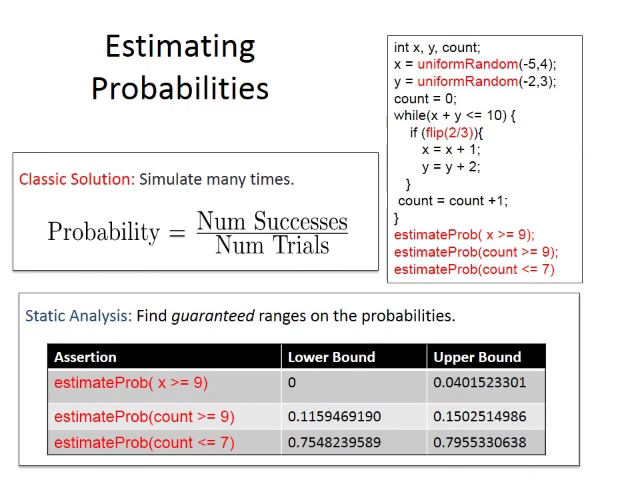 Estimating
Probabilities
int x, y, count;
x = uniformRandom(-5,4);
y = uniformRandom(-2,3);
count = 0;
while(x + y <= 10) {
if (flip(2/3)){
x = x + 1;
y = y + 2;
}
count = count +1;
}
estimateProb( x >= 9);
estimateProb(count >= 9);
estimateProb(count <= 7)
Classic Solution: Simulate many times.
Probability = Num Successes
Num Trials
Static Analysis: Find guaranteed ranges on the probabilities.
Assertion Lower Bound Upper Bound
estimateProb( x >= 9) 0 0.0401523301
estimateProb(count >= 9) 0.1159469190 0.1502514986
estimateProb(count <= 7) 0.7548239589 0.7955330638